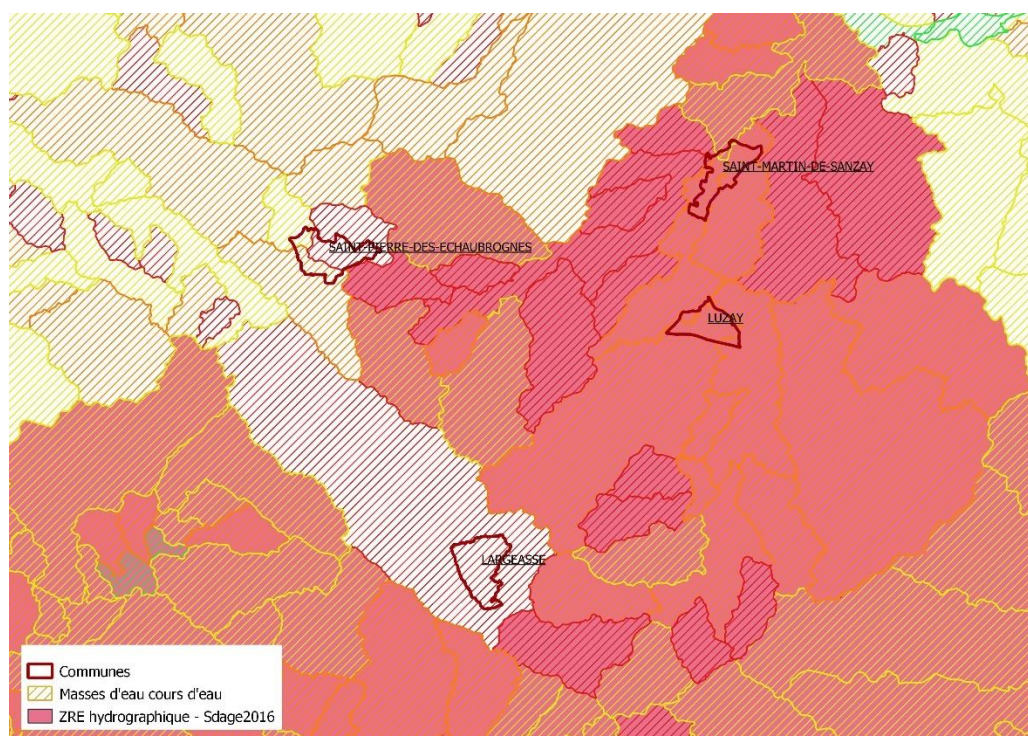 SAINT-MARTIN-DE-SANZAY
SAINT-PIERRE-DES-ECHAUBROGNES
LUZAY
LARGEASSE
Communes
Masses d'eau cours d'eau
ZRE hydrographique - Sdage2016